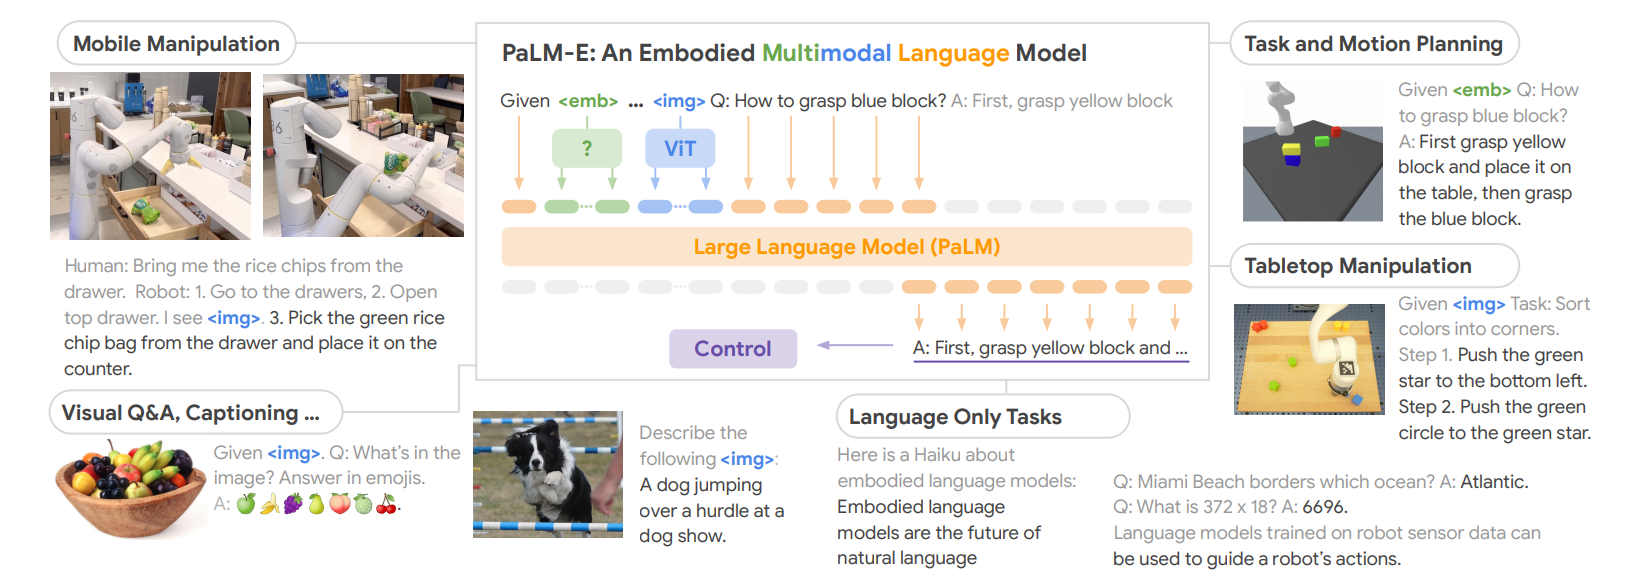 Mobile Manipulation
Human: Bring me the rice chips from the
drawer. Robot: 1. Go to the drawers, 2. Open
top drawer. I see <img>. 3. Pick the green rice
chip bag from the drawer and place it on the
counter.
Visual Q&A, Captioning ...
Given <img>. Q: What's in the
image? Answer in emojis.
A: 🍏🍌🍇🍐🍑🍈🍒.
PaLM-E: An Embodied Multimodal Language Model
Given <emb> ... <img> Q: How to grasp blue block? A: First, grasp yellow block
?
ViT
Large Language Model (PaLM)
Control
A: First, grasp yellow block and ...
Describe the
following <img>:
A dog jumping
over a hurdle at a
dog show.
Language Only Tasks
Here is a Haiku about
embodied language models:
Embodied language
models are the future of
natural language
Q: Miami Beach borders which ocean? A: Atlantic.
Q: What is 372 x 18? A: 6696.
Language models trained on robot sensor data can
be used to guide a robot's actions.
Task and Motion Planning
Given <emb> Q: How
to grasp blue block?
A: First grasp yellow
block and place it on
the table, then grasp
the blue block.
Tabletop Manipulation
Given <img> Task: Sort
colors into corners.
Step 1. Push the green
star to the bottom left.
Step 2. Push the green
circle to the green star.